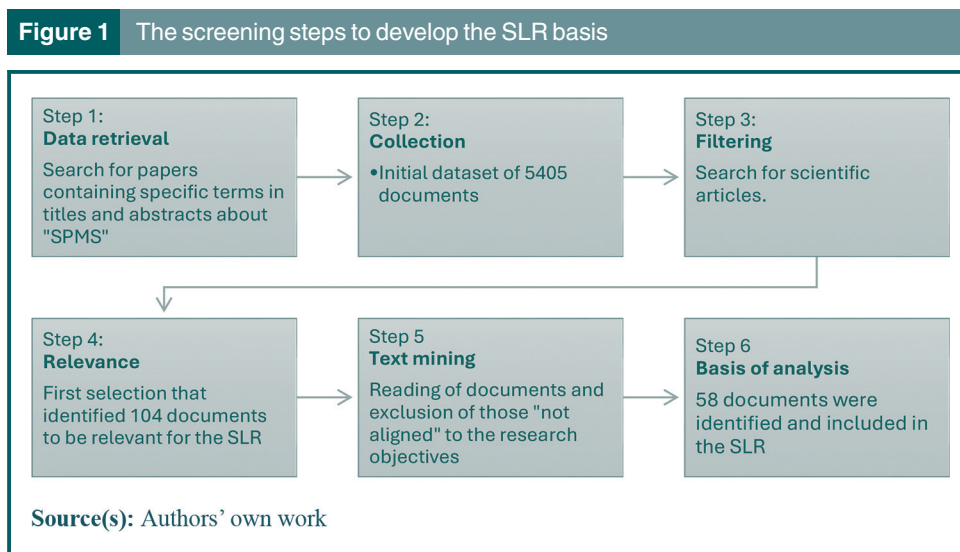 Figure 1 The screening steps to develop the SLR basis
Step 1:
Data retrieval
Search for papers
containing specific terms in
titles and abstracts about
"SPMS"
Step 2:
Collection
•Initial dataset of 5405
documents
Step 3:
Filtering
Search for scientific
articles.
Step 4:
Relevance
First selection that
identified 104 documents
to be relevant for the SLR
Step 5
Text mining
Reading of documents and
exclusion of those "not
aligned" to the research
objectives
Step 6
Basis of analysis
58 documents were
identified and included in
the SLR
Source(s): Authors’ own work